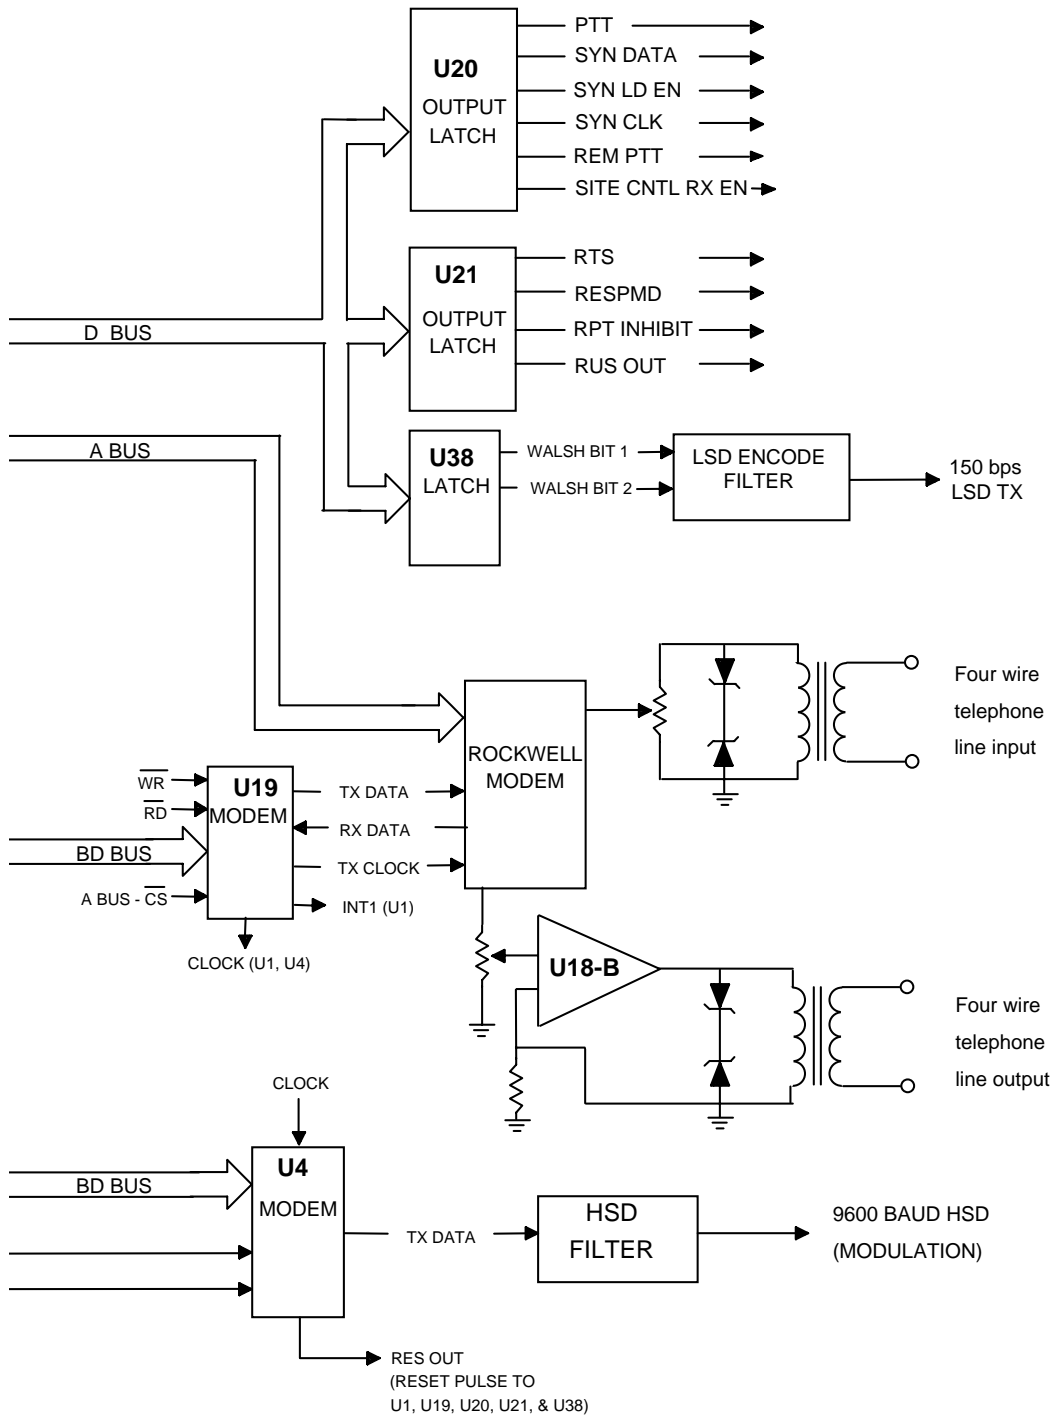 PTT
U20
SYN DATA
SYN LD EN
OUTPUT
LATCH
SYN CLK
REM PTT
SITE CNTL RX EN
RTS
U21
RESPMD
OUTPUT
LATCH
RPT INHIBIT
RUS OUT
D BUS
A BUS
U38
LATCH
WALSH BIT 1
WALSH BIT 2
LSD ENCODE
FILTER
150 bps
LSD TX
Four wire
telephone
line input
ROCKWELL
MODEM
WR
RD
U19
MODEM
TX DATA
RX DATA
TX CLOCK
BD BUS
A BUS - CS
INT1 (U1)
CLOCK (U1, U4)
U18-B
Four wire
telephone
line output
CLOCK
U4
MODEM
BD BUS
TX DATA
HSD
FILTER
9600 BAUD HSD
(MODULATION)
RES OUT
(RESET PULSE TO
U1, U19, U20, U21, & U38)